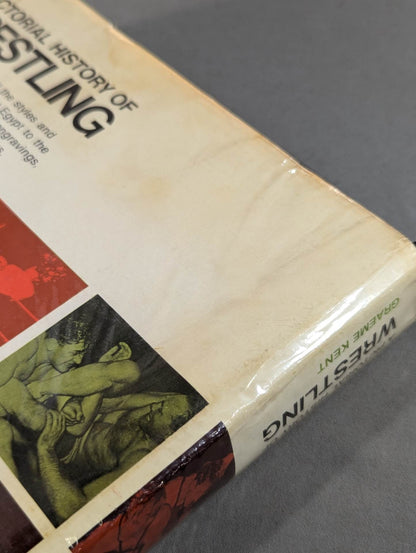 CTORIAL HISTORY OF
RESTLING
the styles and
Egypt to the
engravings,
WRESTLING
GRAEME KENT